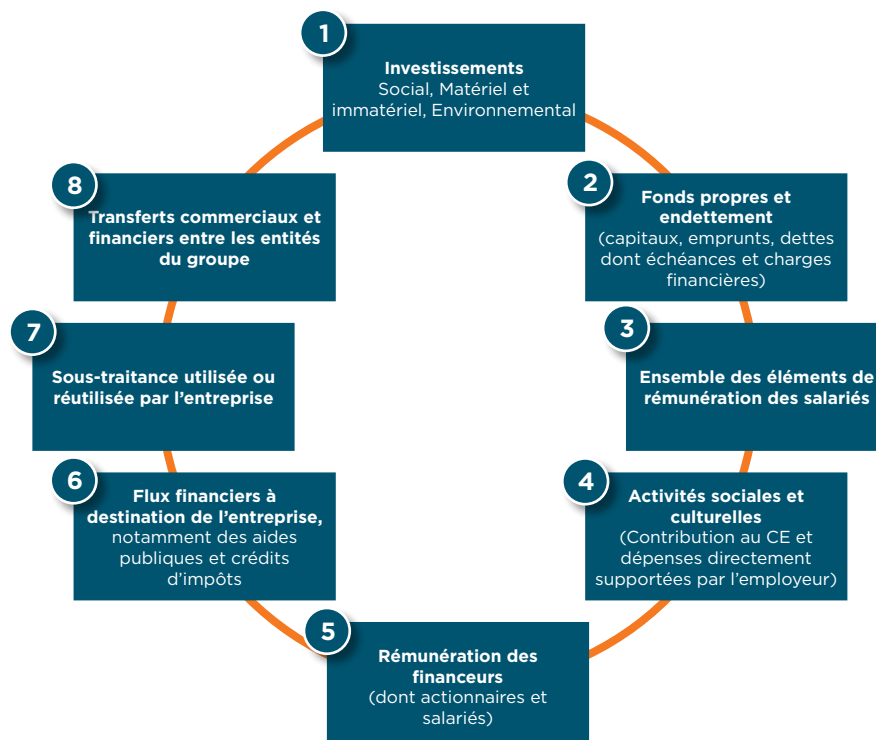 1
Investissements
Social, Matériel et
immatériel, Environnemental
2
Fonds propres et
endettement
(capitaux, emprunts, dettes
dont échéances et charges
financières)
3
Ensemble des éléments de
rémunération des salariés
4
Activités sociales et
culturelles
(Contribution au CE et
dépenses directement
supportées par l’employeur)
5
Rémunération des
financeurs
(dont actionnaires et
salariés)
6
Flux financiers à
destination de l’entreprise,
notamment des aides
publiques et crédits
d’impôts
7
Sous-traitance utilisée ou
réutilisée par l’entreprise
8
Transferts commerciaux et
financiers entre les entités
du groupe